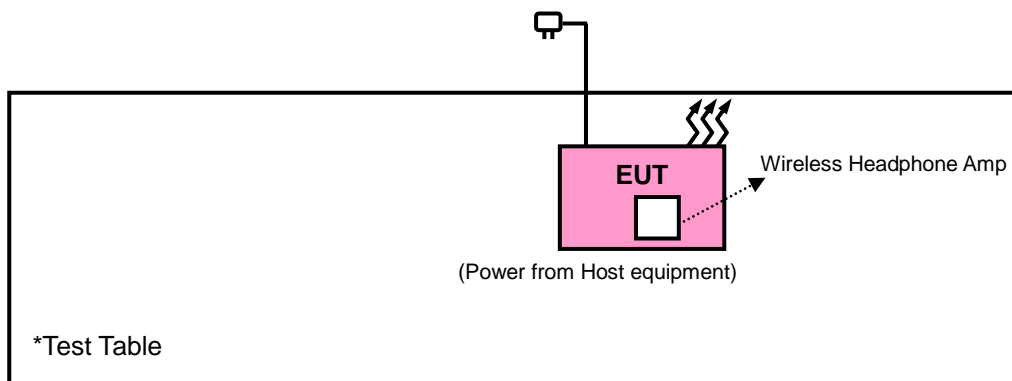 EUT
Wireless Headphone Amp
(Power from Host equipment)
*Test Table